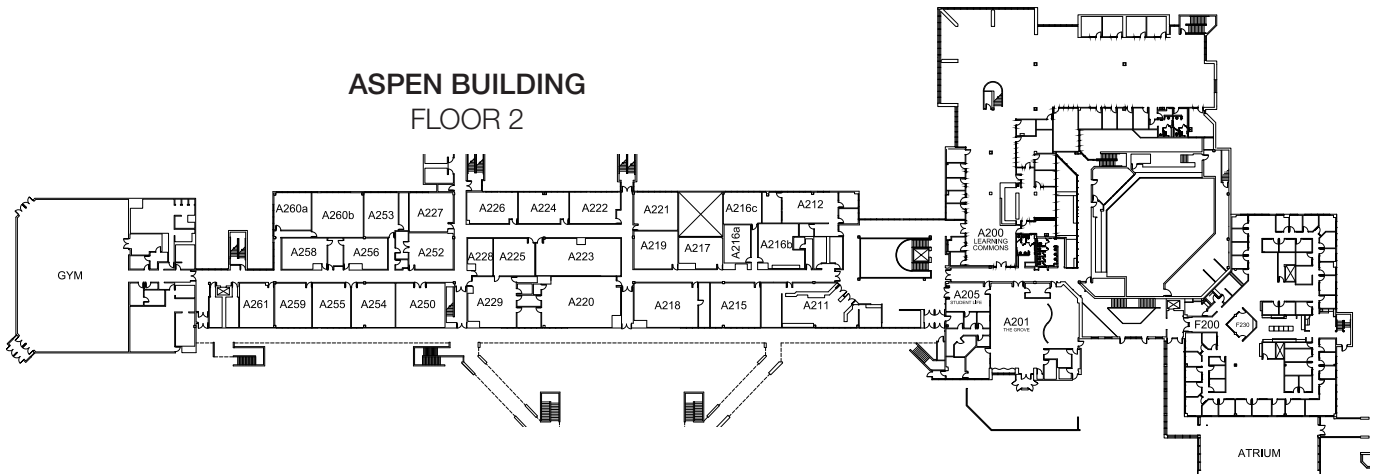 ASPEN BUILDING
FLOOR 2
A260a
A260b
A253
A227
A226
A224
A222
A221
A216c
A212
A258
A256
A252
A228
A225
A223
A219
A217
A216a
A216b
A200
LEARNING
COMMONS
GYM
A261
A259
A255
A254
A250
A229
A220
A218
A215
A211
A205
STUDENT LIFE
A201
THE GROVE
F200
F230
ATRIUM